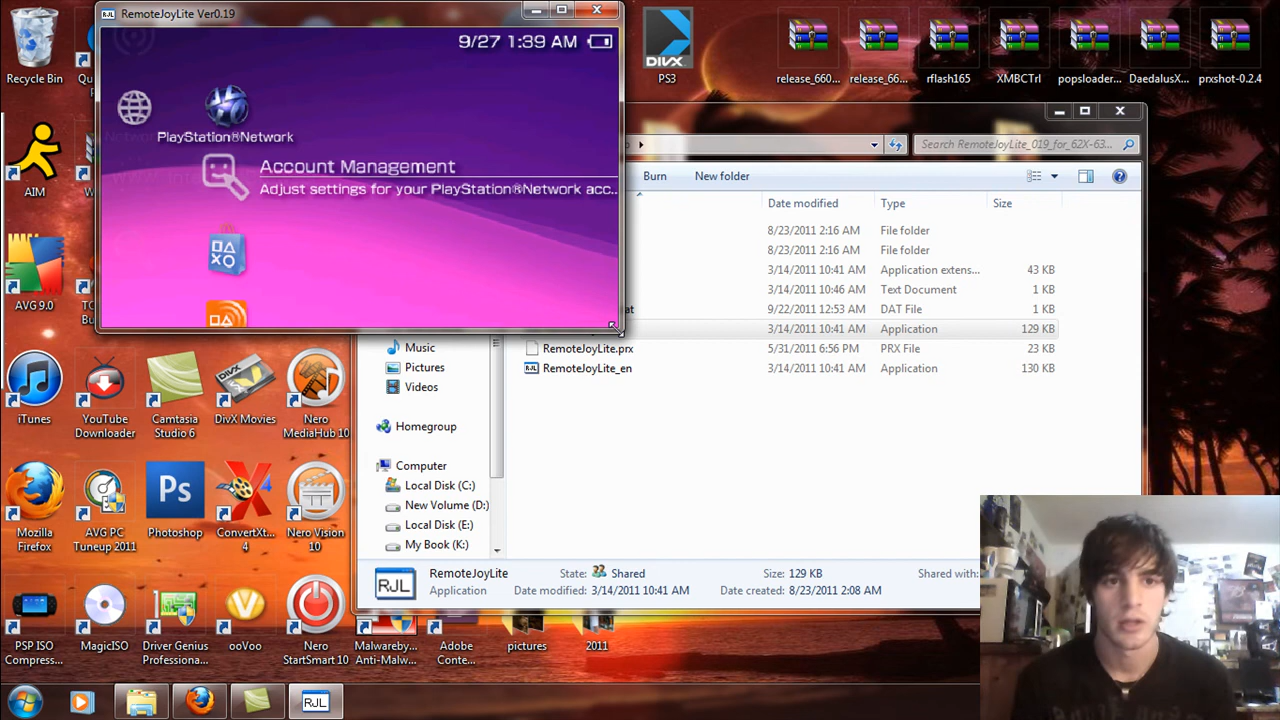 RJL RemoteJoyLite Ver0.19
9/27 1:39 AM
PlayStation®Network
Account Management
Adjust settings for your PlayStation®Network acc...
Recycle Bin
AIM
AVG 9.0
iTunes
YouTube Downloader
Camtasia Studio 6
DivX Movies
Nero MediaHub 10
Mozilla Firefox
AVG PC Tuneup 2011
Ps
Photoshop
ConvertXt... 4
Nero Vision 10
PSP ISO Compress...
MagicISO
Driver Genius Professiona...
ooVoo
Nero StartSmart 10
Malwareby... Anti-Malw...
Adobe Conte...
pictures
2011
DIVX
PS3
release_660...
release_66...
rflash165
XMBCTrl
popsloader...
DaedalusX...
prxshot-0.2.4
Search RemoteJoyLite_019_for_62X-63...
Burn
New folder
Date modified Type Size
8/23/2011 2:16 AM File folder
8/23/2011 2:16 AM File folder
3/14/2011 10:41 AM Application extens... 43 KB
3/14/2011 10:46 AM Text Document 1 KB
at 9/22/2011 12:53 AM DAT File 1 KB
3/14/2011 10:41 AM Application 129 KB
RemoteJoyLite.prx 5/31/2011 6:56 PM PRX File 23 KB
RJL RemoteJoyLite_en 3/14/2011 10:41 AM Application 130 KB
Music
Pictures
Videos
Homegroup
Computer
Local Disk (C:)
New Volume (D:)
Local Disk (E:)
My Book (K:)
RJL
RemoteJoyLite State: Shared Size: 129 KB Shared with:
Application Date modified: 3/14/2011 10:41 AM Date created: 8/23/2011 2:08 AM
RJL